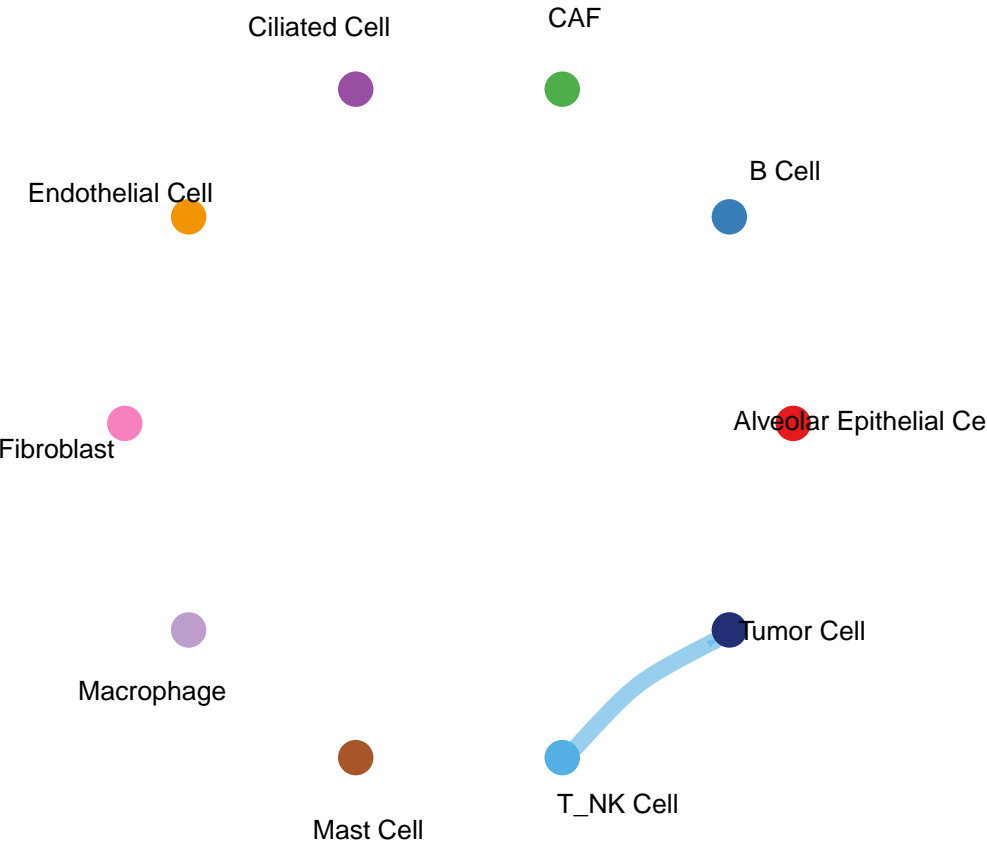 CAF
Ciliated Cell
B Cell
Endothelial Cell
Alveolar Epithelial Ce
Fibroblast
Tumor Cell
Macrophage
T_NK Cell
Mast Cell